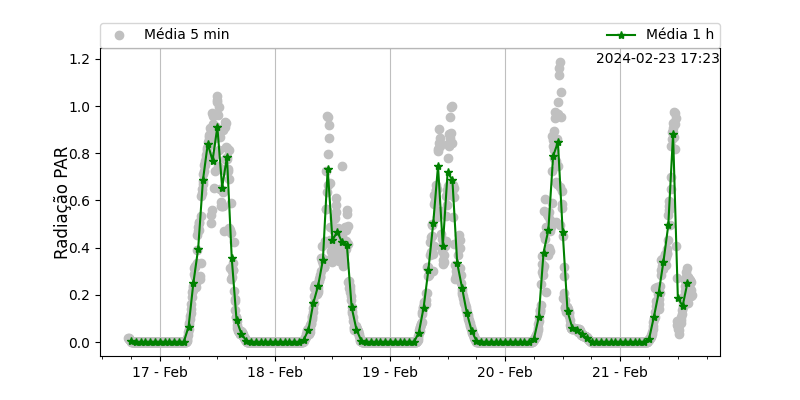 Média 5 min
Média 1 h
2024-02-23 17:23
Radiação PAR
1.2
1.0
0.8
0.6
0.4
0.2
0.0
17 - Feb
18 - Feb
19 - Feb
20 - Feb
21 - Feb